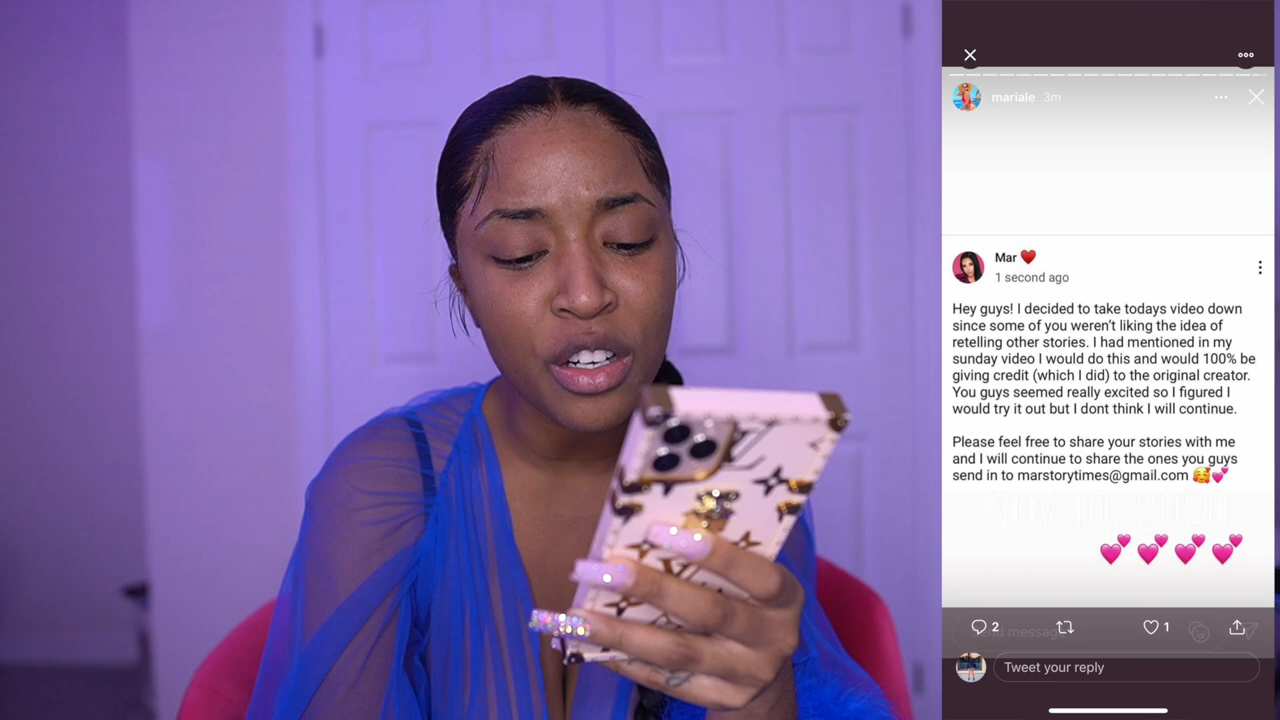 mariale 3m
Mar ❤️
1 second ago
Hey guys! I decided to take todays video down
since some of you weren't liking the idea of
retelling other stories. I had mentioned in my
sunday video I would do this and would 100% be
giving credit (which I did) to the original creator.
You guys seemed really excited so I figured I
would try it out but I dont think I will continue.
Please feel free to share your stories with me
and I will continue to share the ones you guys
send in to marstorytimes@gmail.com 🥰💕
NOV 10, 2020
💕 💕 💕 💕
2
1
Send message
Tweet your reply